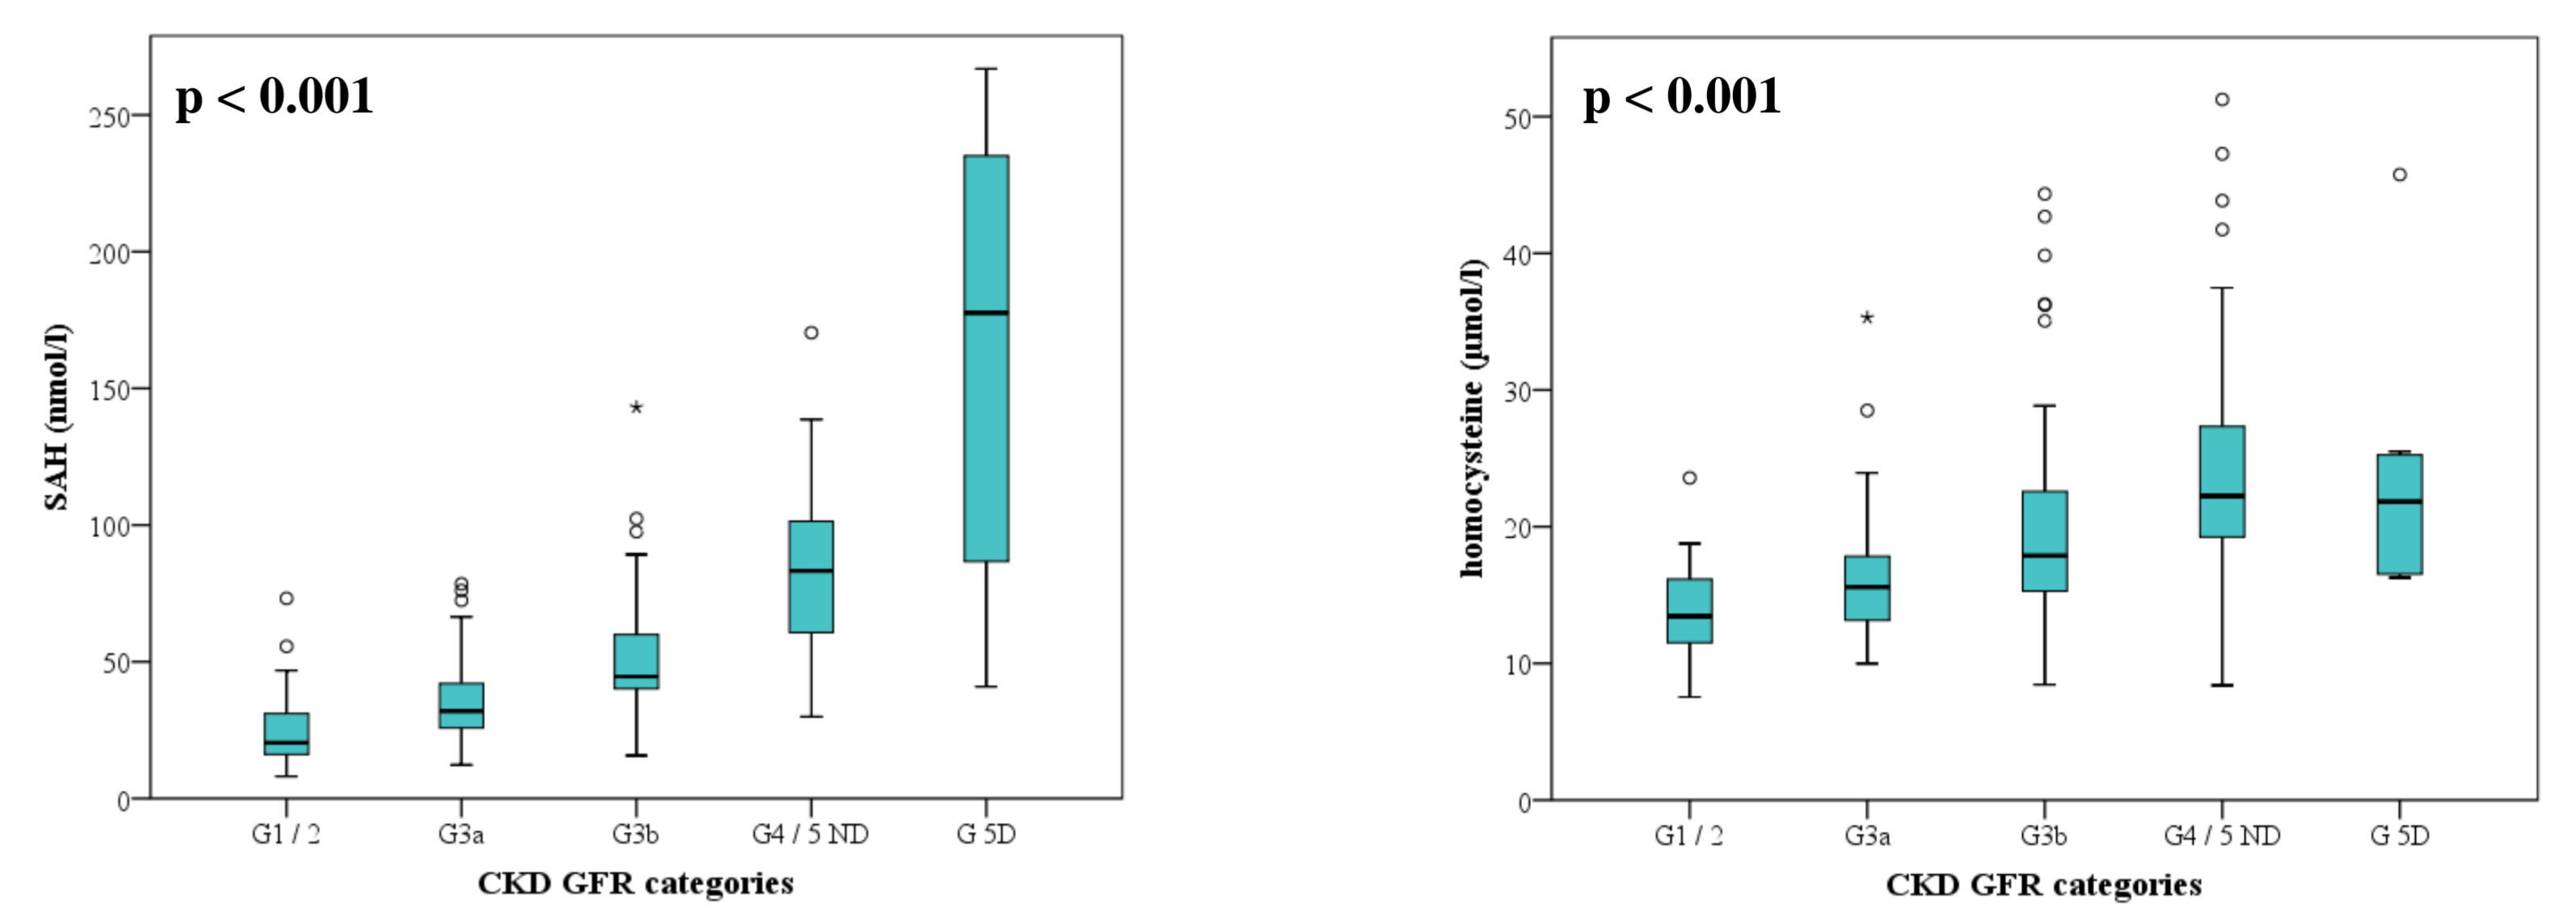 p < 0.001
250
200
150
100
50
0
SAH (nmol/l)
G1 / 2 G3a G3b G4 / 5 ND G 5D
CKD GFR categories
p < 0.001
50
40
30
20
10
0
homocysteine (µmol/l)
G1 / 2 G3a G3b G4 / 5 ND G 5D
CKD GFR categories